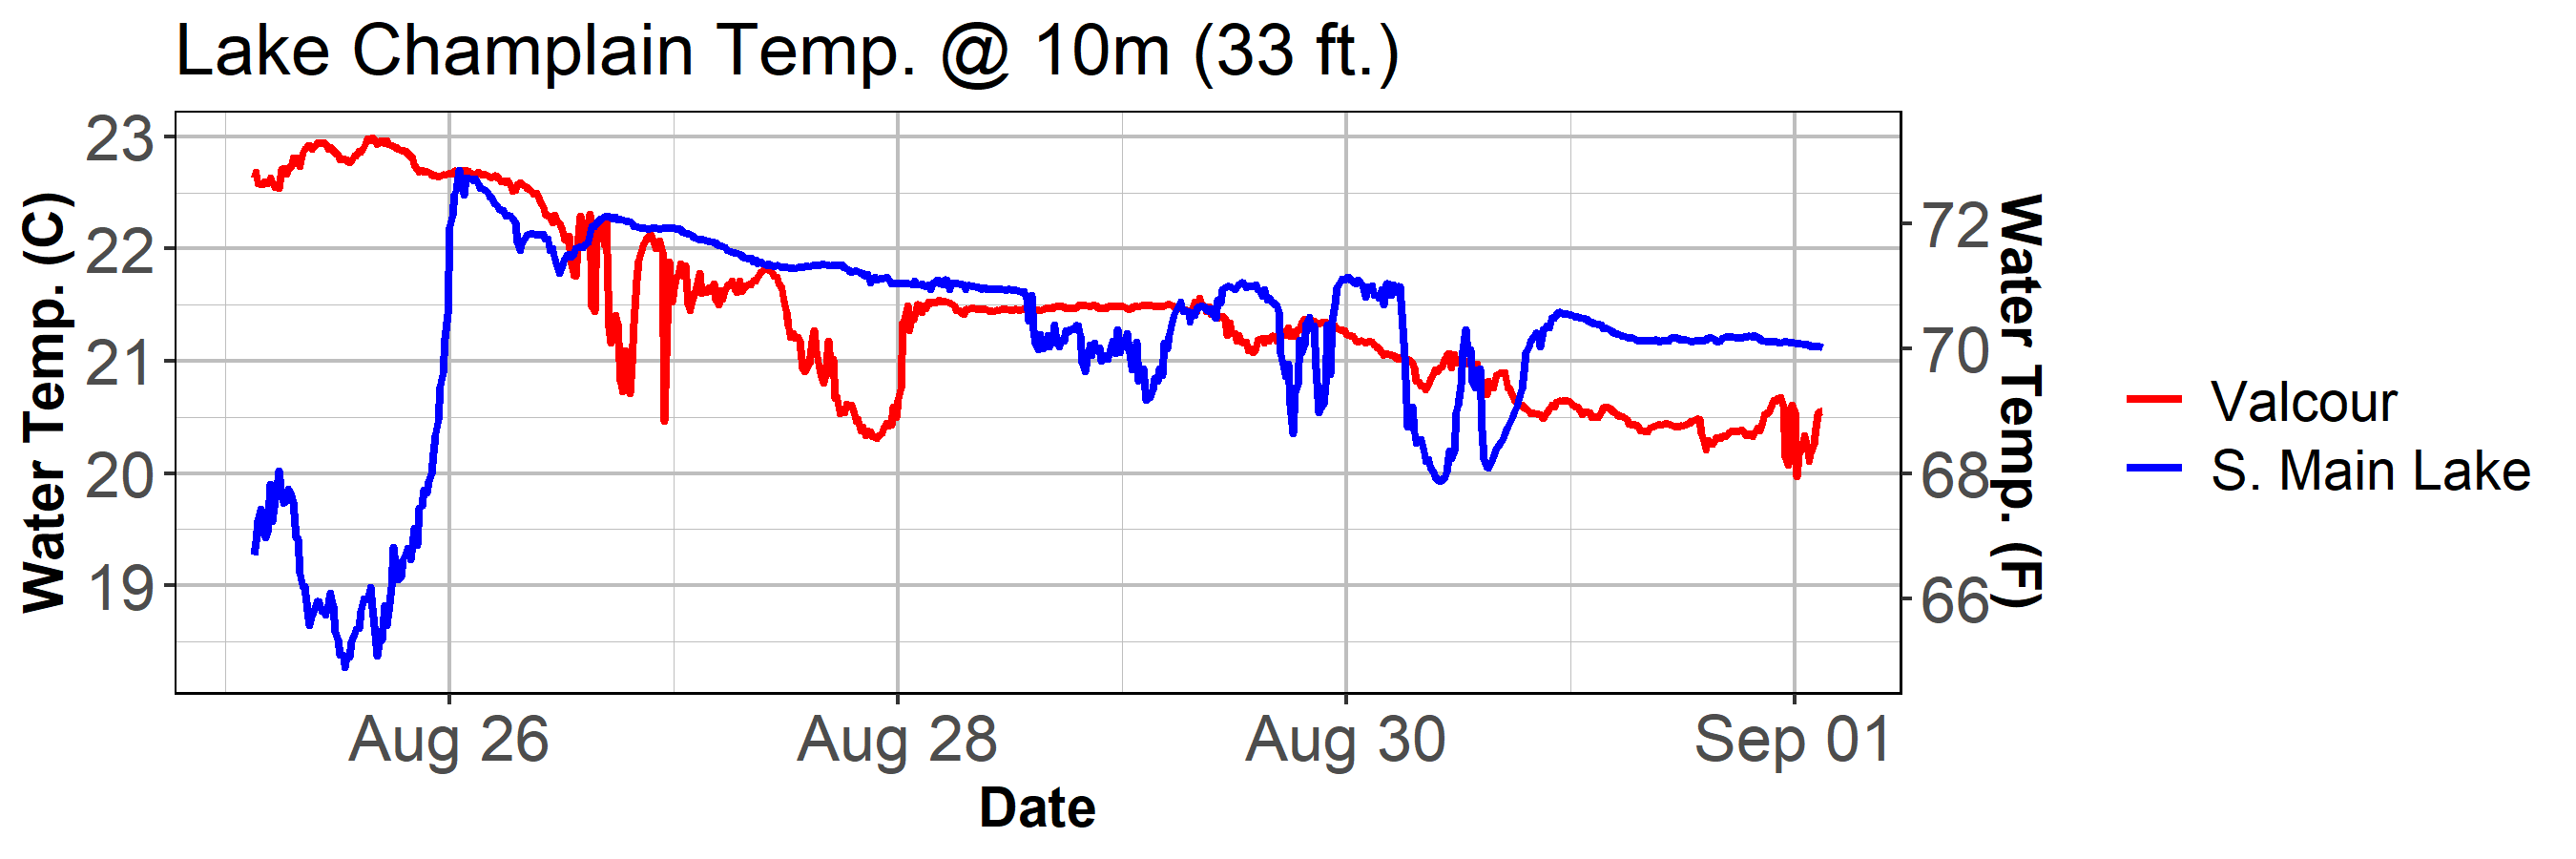 Lake Champlain Temp. @ 10m (33 ft.)
Water Temp. (C)
23
22
21
20
19
72
70
68
66
Water Temp. (F)
Aug 26
Aug 28
Aug 30
Sep 01
Date
Valcour
S. Main Lake